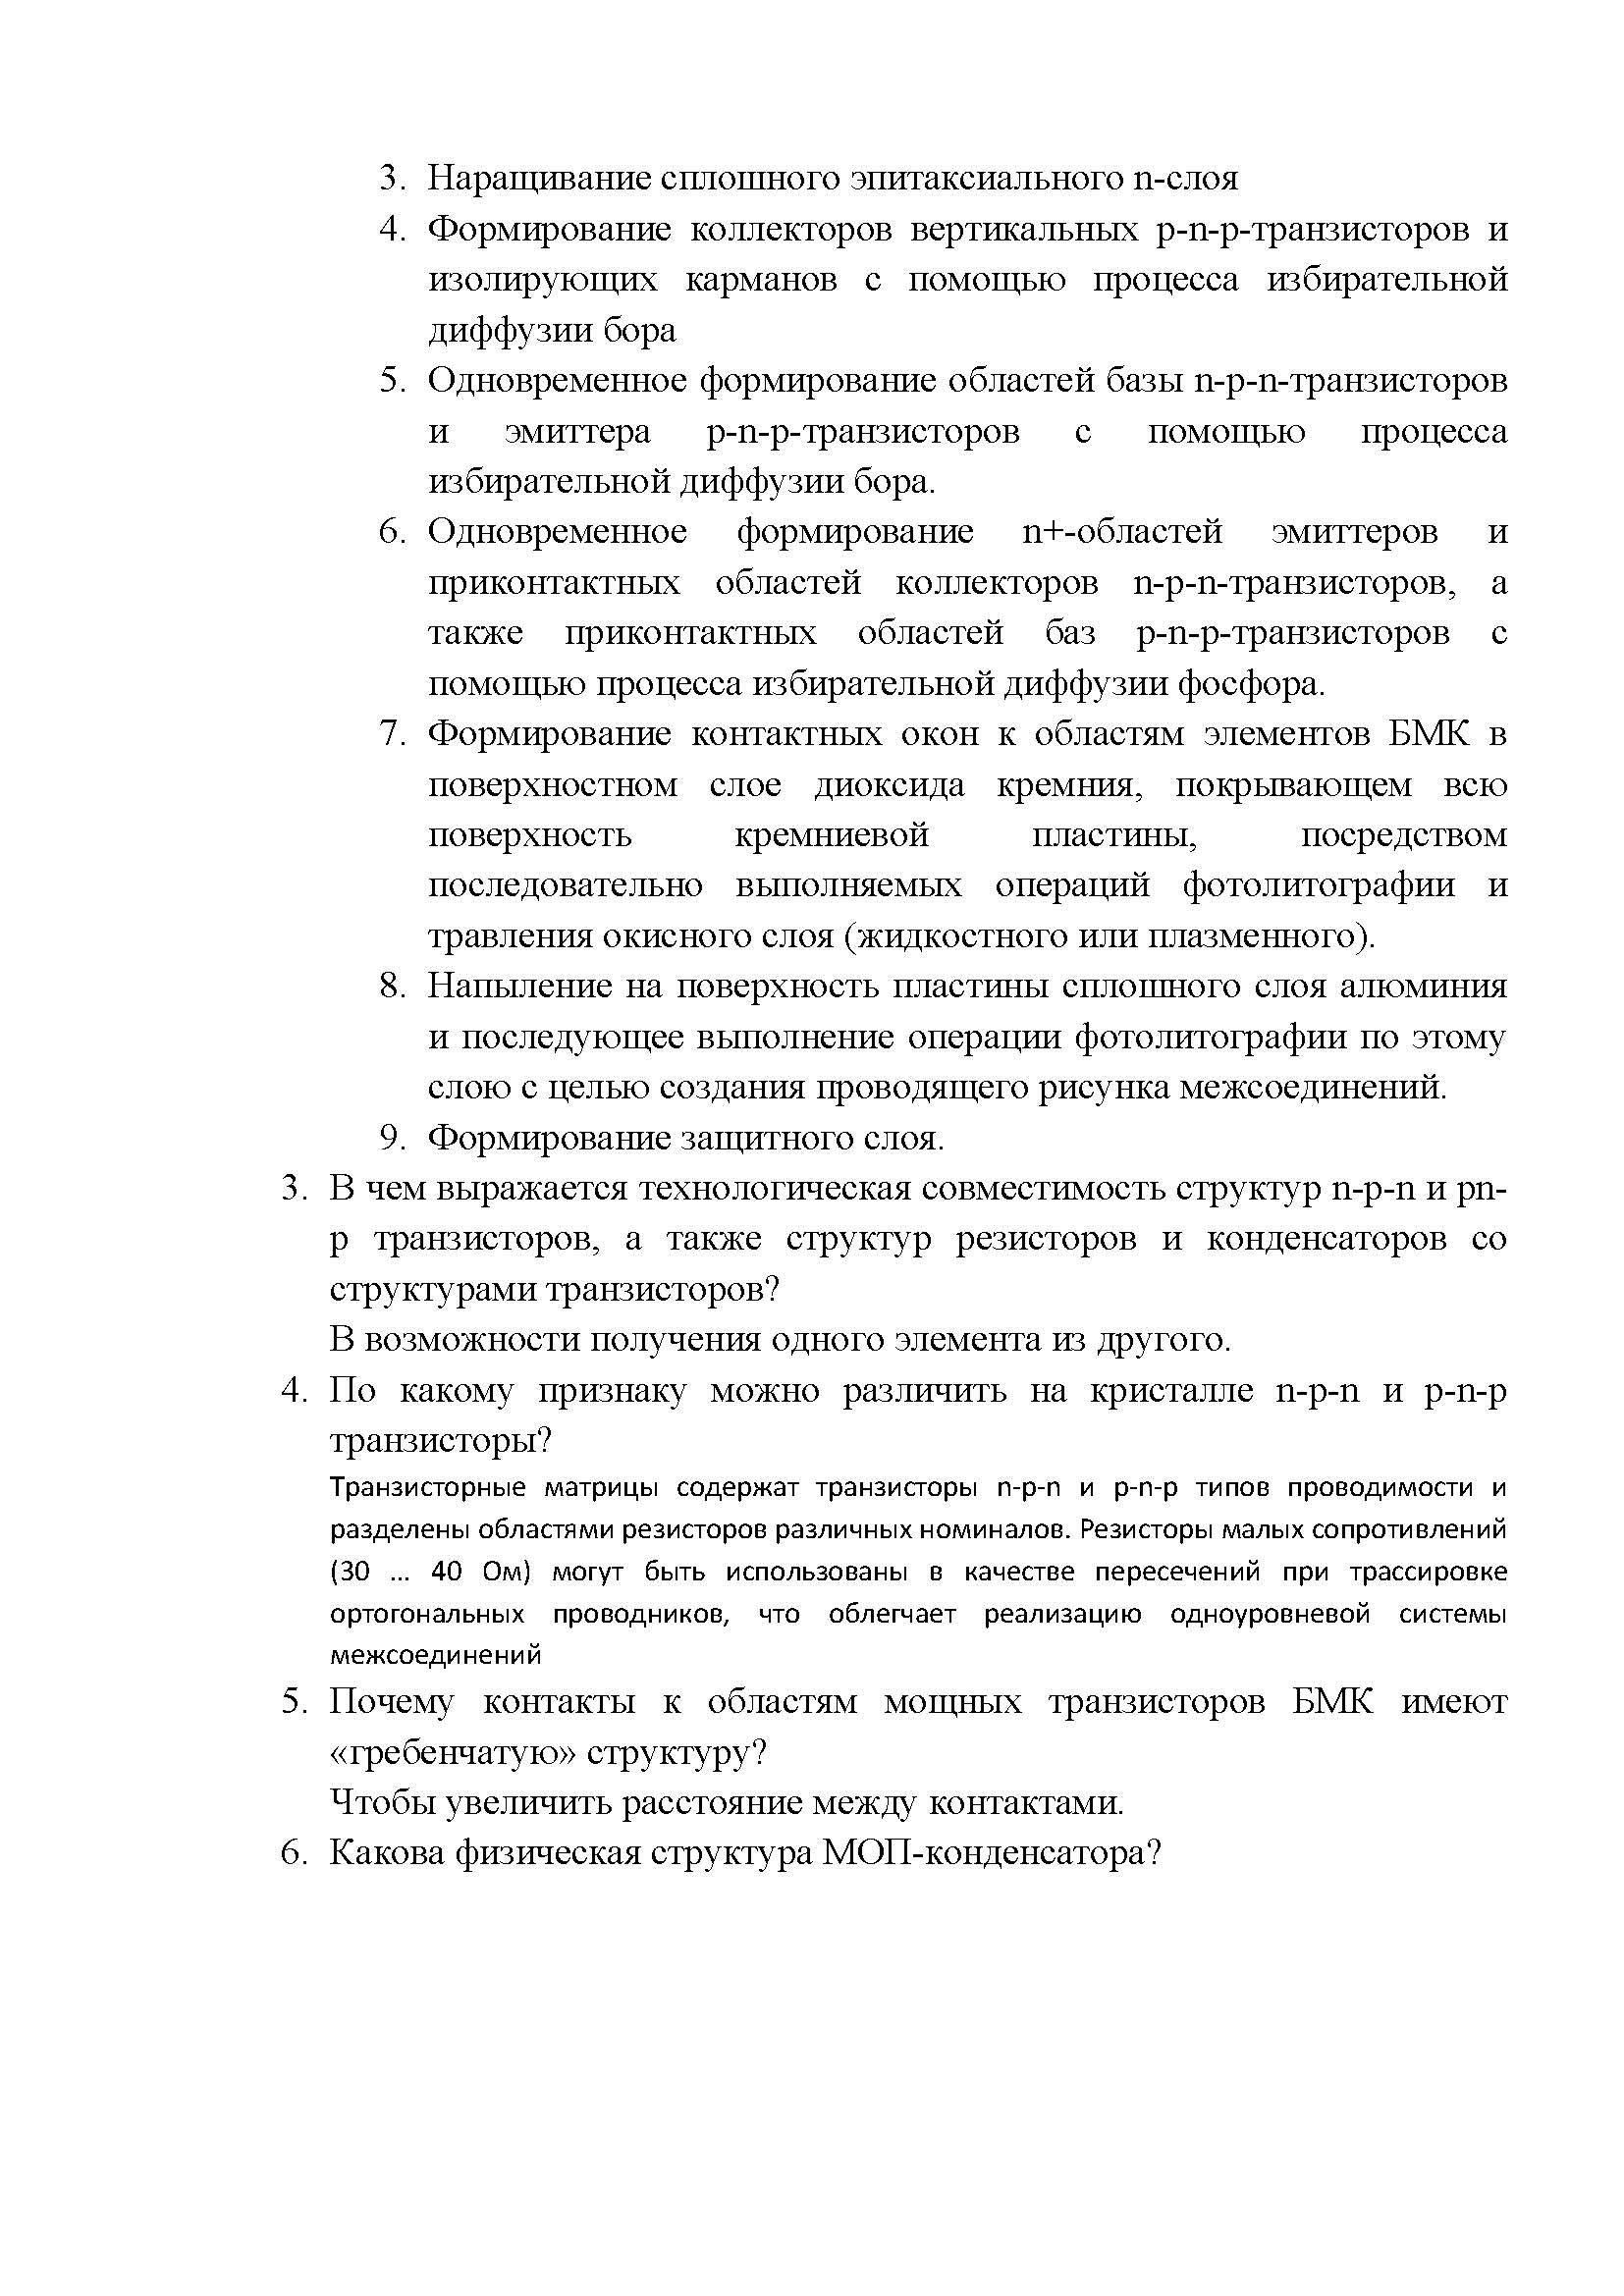 3. Наращивание сплошного эпитаксиального n-слоя
4. Формирование коллекторов вертикальных p-n-p-транзисторов и
изолирующих карманов с помощью процесса избирательной
диффузии бора
5. Одновременное формирование областей базы n-p-n-транзисторов
и эмиттера p-n-p-транзисторов с помощью процесса
избирательной диффузии бора.
6. Одновременное формирование n+-областей эмиттеров и
приконтактных областей коллекторов n-p-n-транзисторов, а
также приконтактных областей баз p-n-p-транзисторов с
помощью процесса избирательной диффузии фосфора.
7. Формирование контактных окон к областям элементов БМК в
поверхностном слое диоксида кремния, покрывающем всю
поверхность кремниевой пластины, посредством
последовательно выполняемых операций фотолитографии и
травления окисного слоя (жидкостного или плазменного).
8. Напыление на поверхность пластины сплошного слоя алюминия
и последующее выполнение операции фотолитографии по этому
слою с целью создания проводящего рисунка межсоединений.
9. Формирование защитного слоя.
3. В чем выражается технологическая совместимость структур n-p-n и pn-
p транзисторов, а также структур резисторов и конденсаторов со
структурами транзисторов?
В возможности получения одного элемента из другого.
4. По какому признаку можно различить на кристалле n-p-n и p-n-p
транзисторы?
Транзисторные матрицы содержат транзисторы n-p-n и p-n-p типов проводимости и
разделены областями резисторов различных номиналов. Резисторы малых сопротивлений
(30 ... 40 Ом) могут быть использованы в качестве пересечений при трассировке
ортогональных проводников, что облегчает реализацию одноуровневой системы
межсоединений
5. Почему контакты к областям мощных транзисторов БМК имеют
«гребенчатую» структуру?
Чтобы увеличить расстояние между контактами.
6. Какова физическая структура МОП-конденсатора?